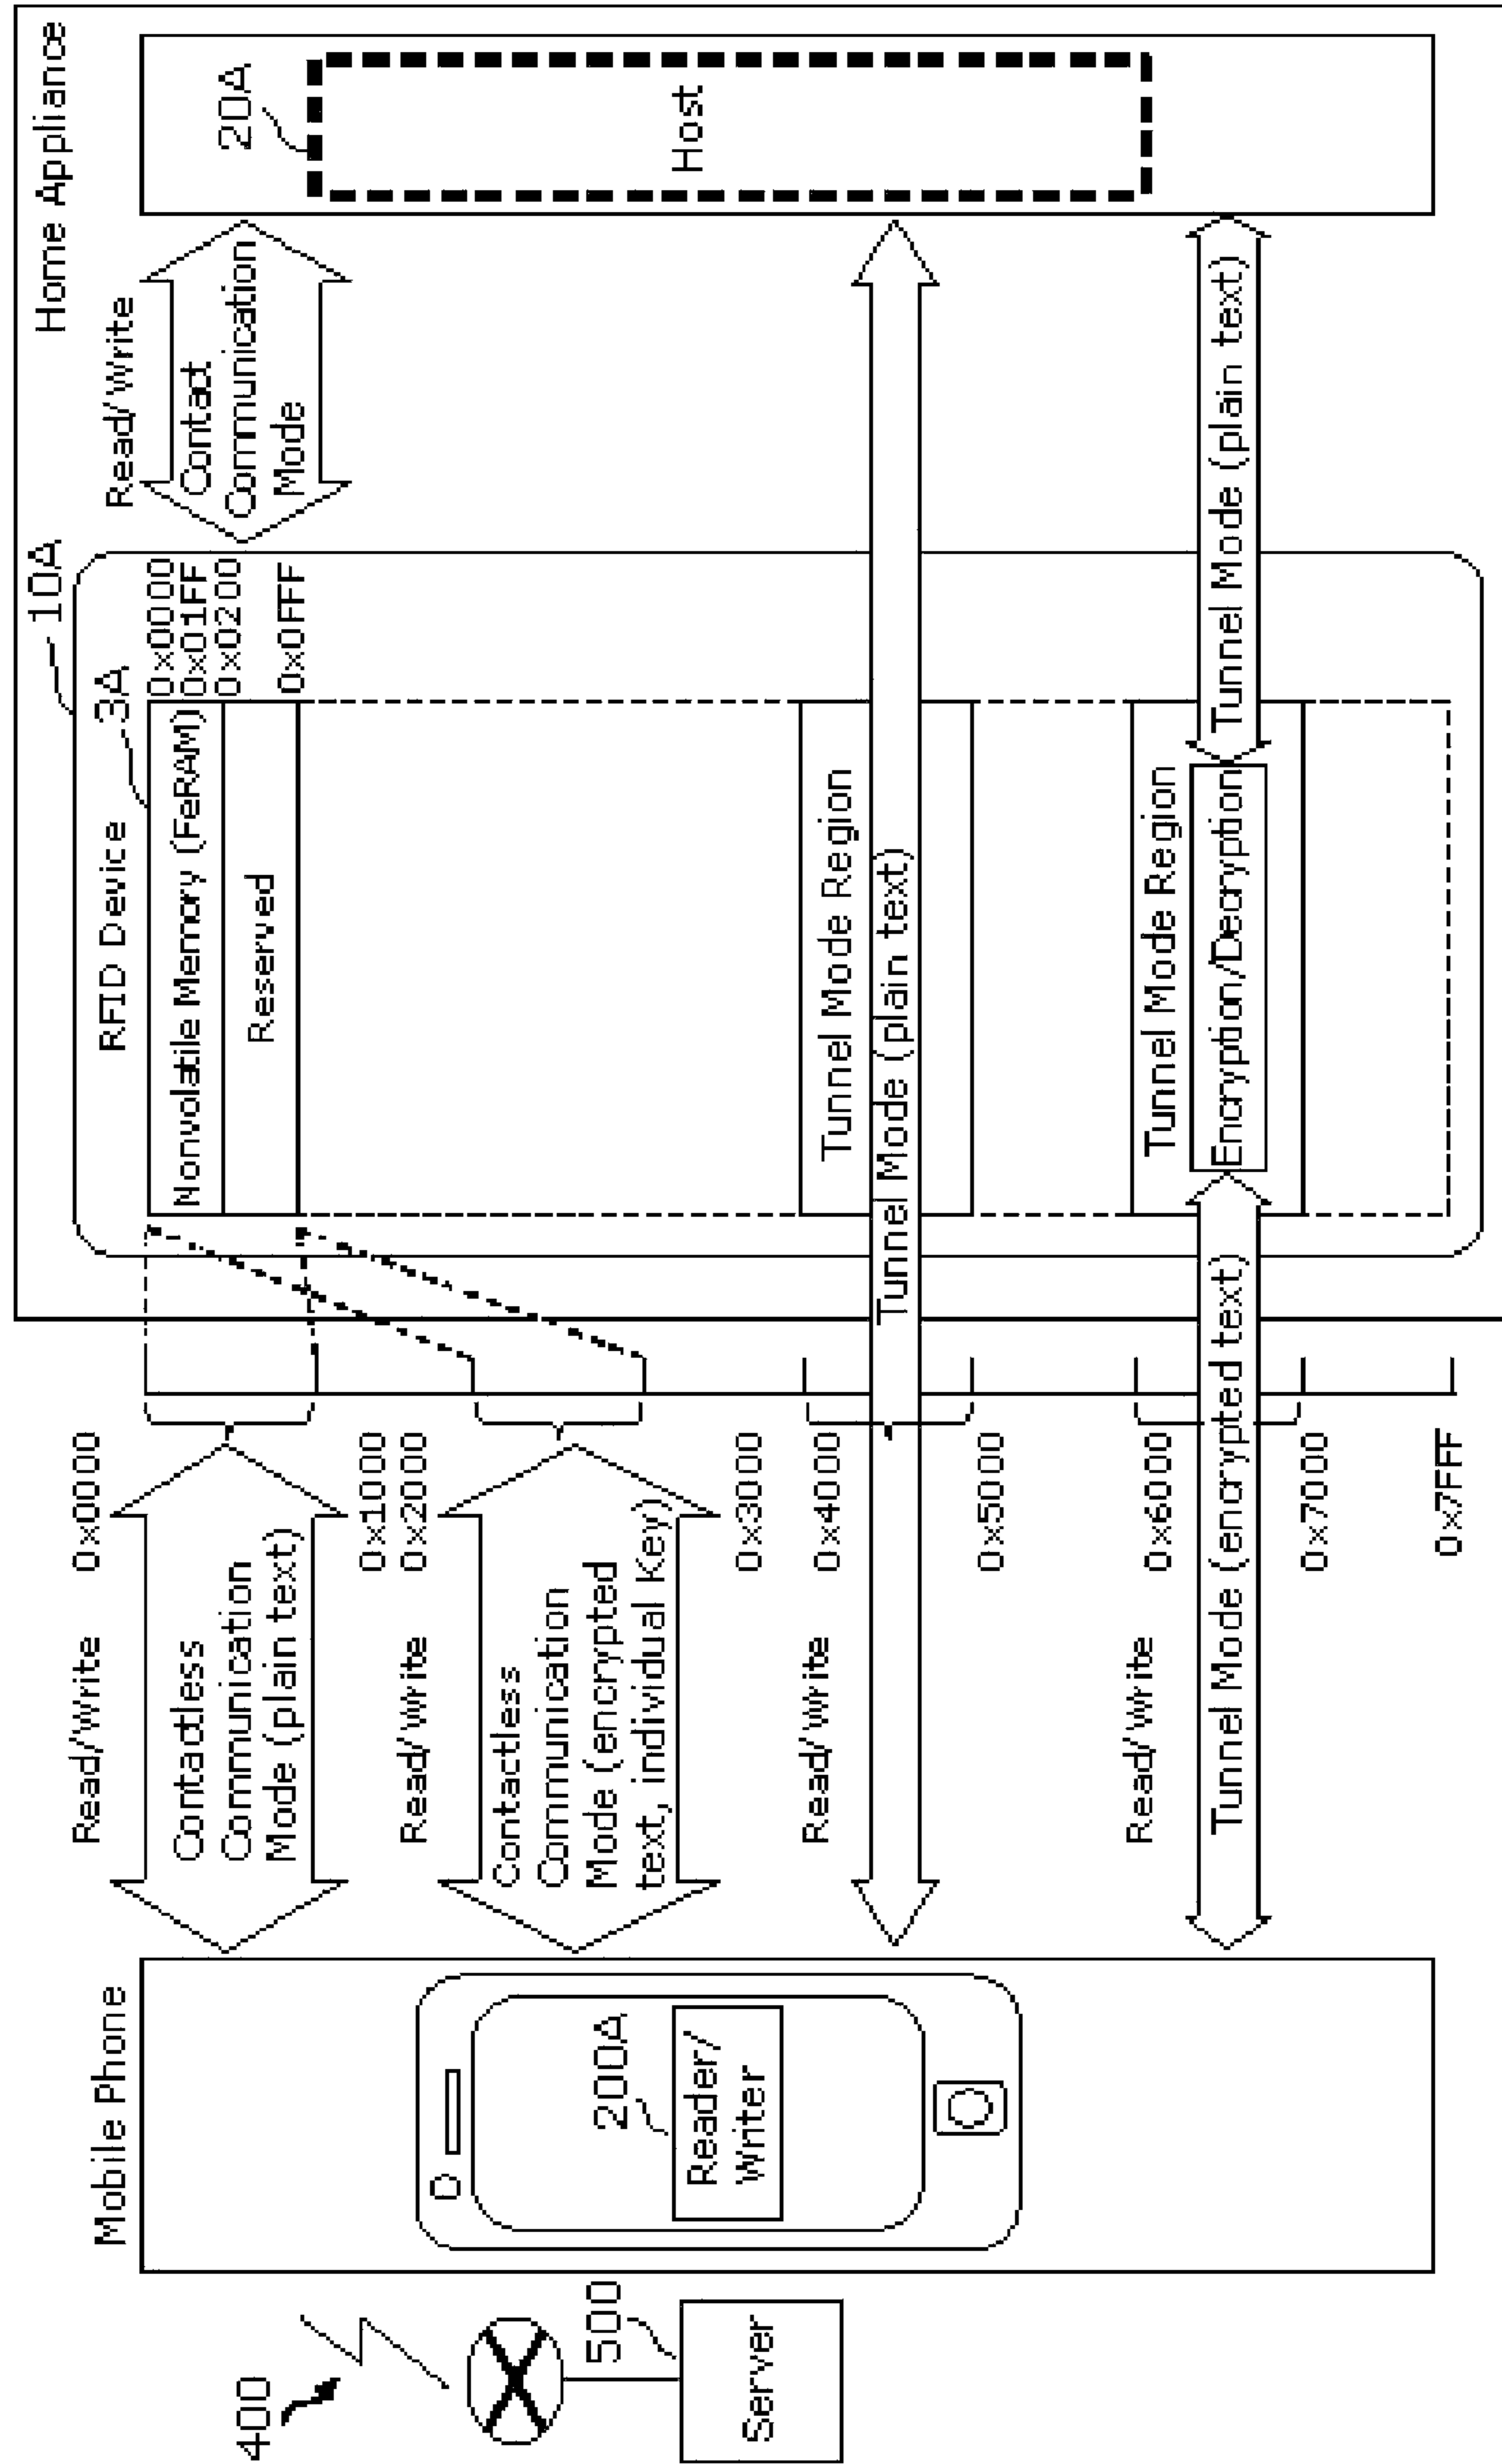 Home Appliance
Mobile Phone
RFID Device
10A
3A
20A
Read/Write
Contactless
Communication
Mode (plain text)
0x0000
0x1000
Nonvolatile Memory (FeRAM)
Reserved
0x0000
0x01FF
0x0200
0x0FFF
Read/Write
Contact
Communication
Mode
Host
400
500
Server
200A
Reader/
Writer
Read/Write
Contactless
Communication
Mode (encrypted
text, individual Key)
0x2000
0x3000
Read/Write
0x4000
0x5000
Tunnel Mode Region
Tunnel Mode (plain text)
Read/Write
0x6000
0x7000
0x7FFF
Tunnel Mode (encrypted text)
Tunnel Mode Region
Encryption/Decryption
Tunnel Mode (plain text)